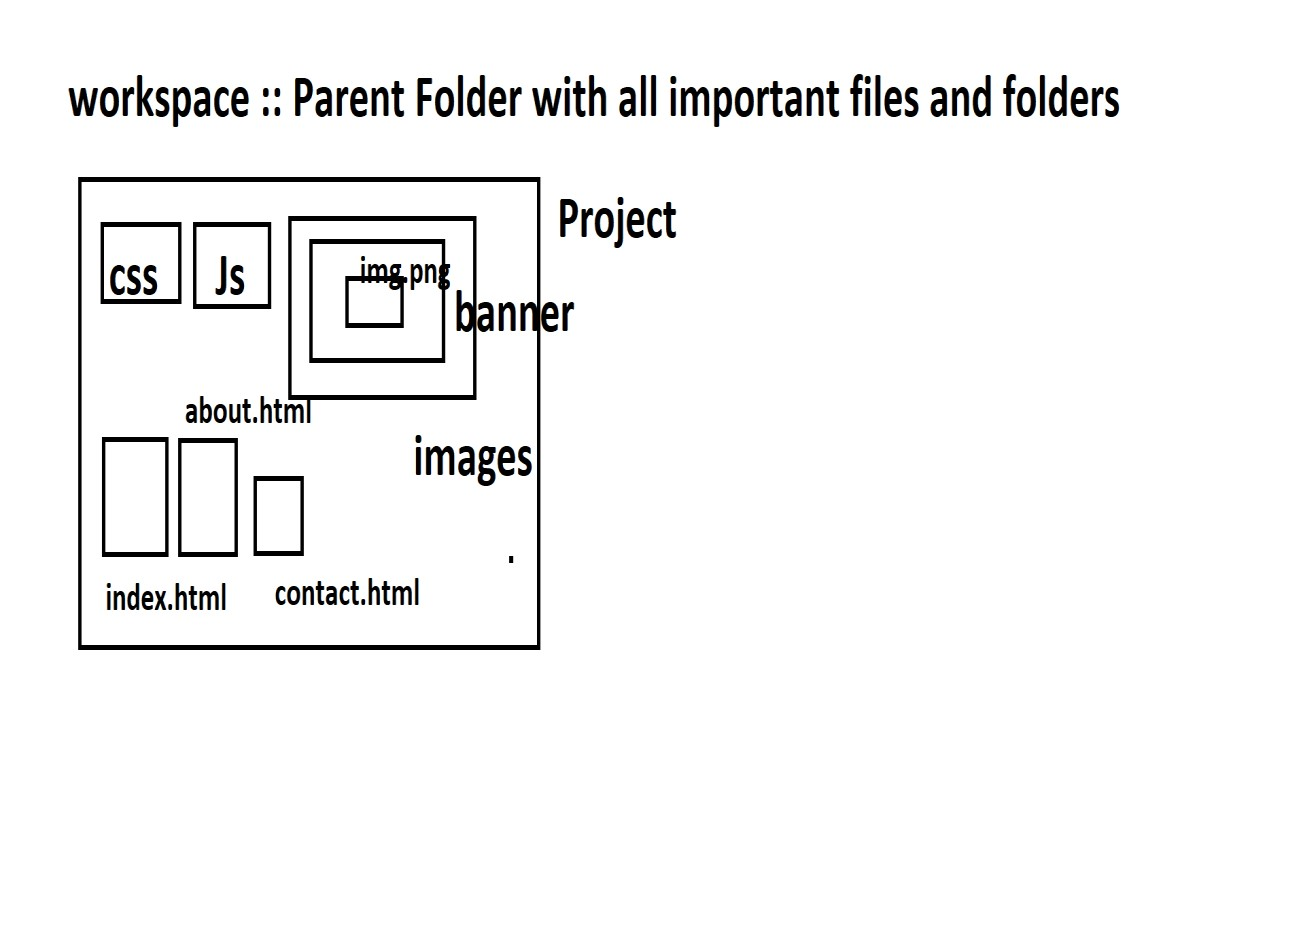 workspace :: Parent Folder with all important files and folders
Project
css
Js
img.png
banner
about.html
images
index.html
contact.html